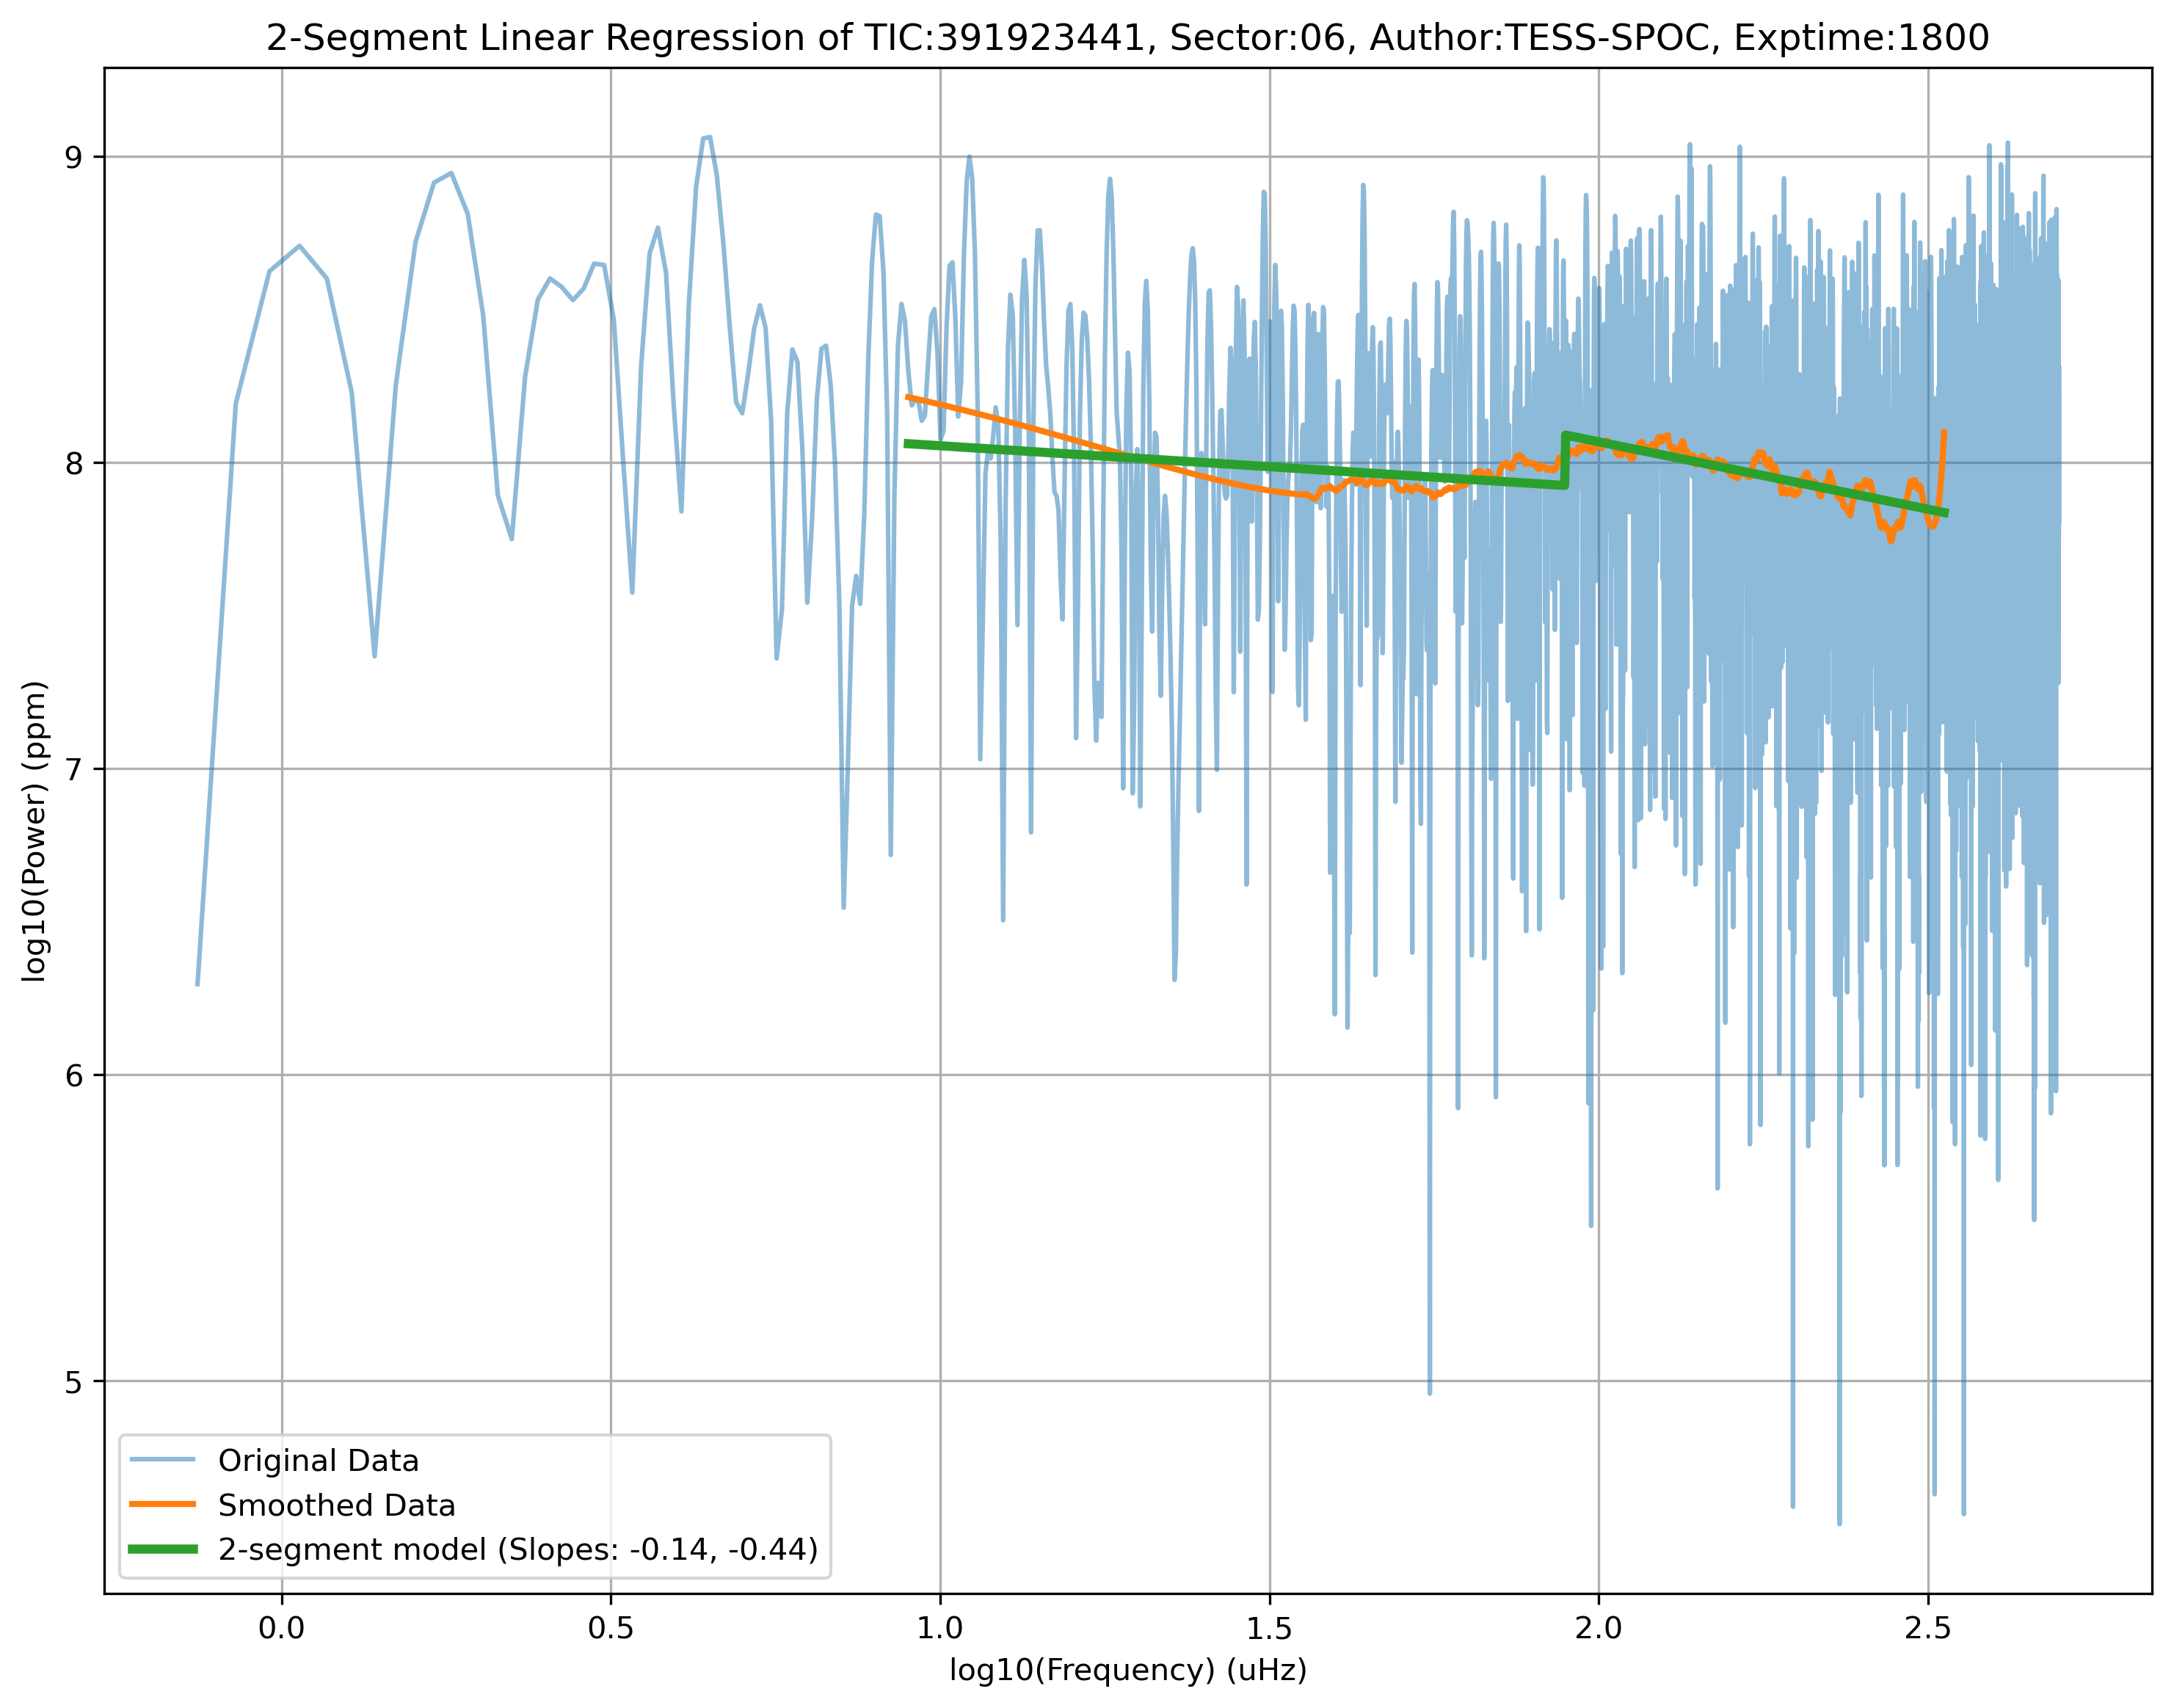 2-Segment Linear Regression of TIC:391923441, Sector:06, Author:TESS-SPOC, Exptime:1800
log10(Power) (ppm)
9
8
7
6
5
Original Data
Smoothed Data
2-segment model (Slopes: -0.14, -0.44)
0.0 0.5 1.0 1.5 2.0 2.5
log10(Frequency) (uHz)